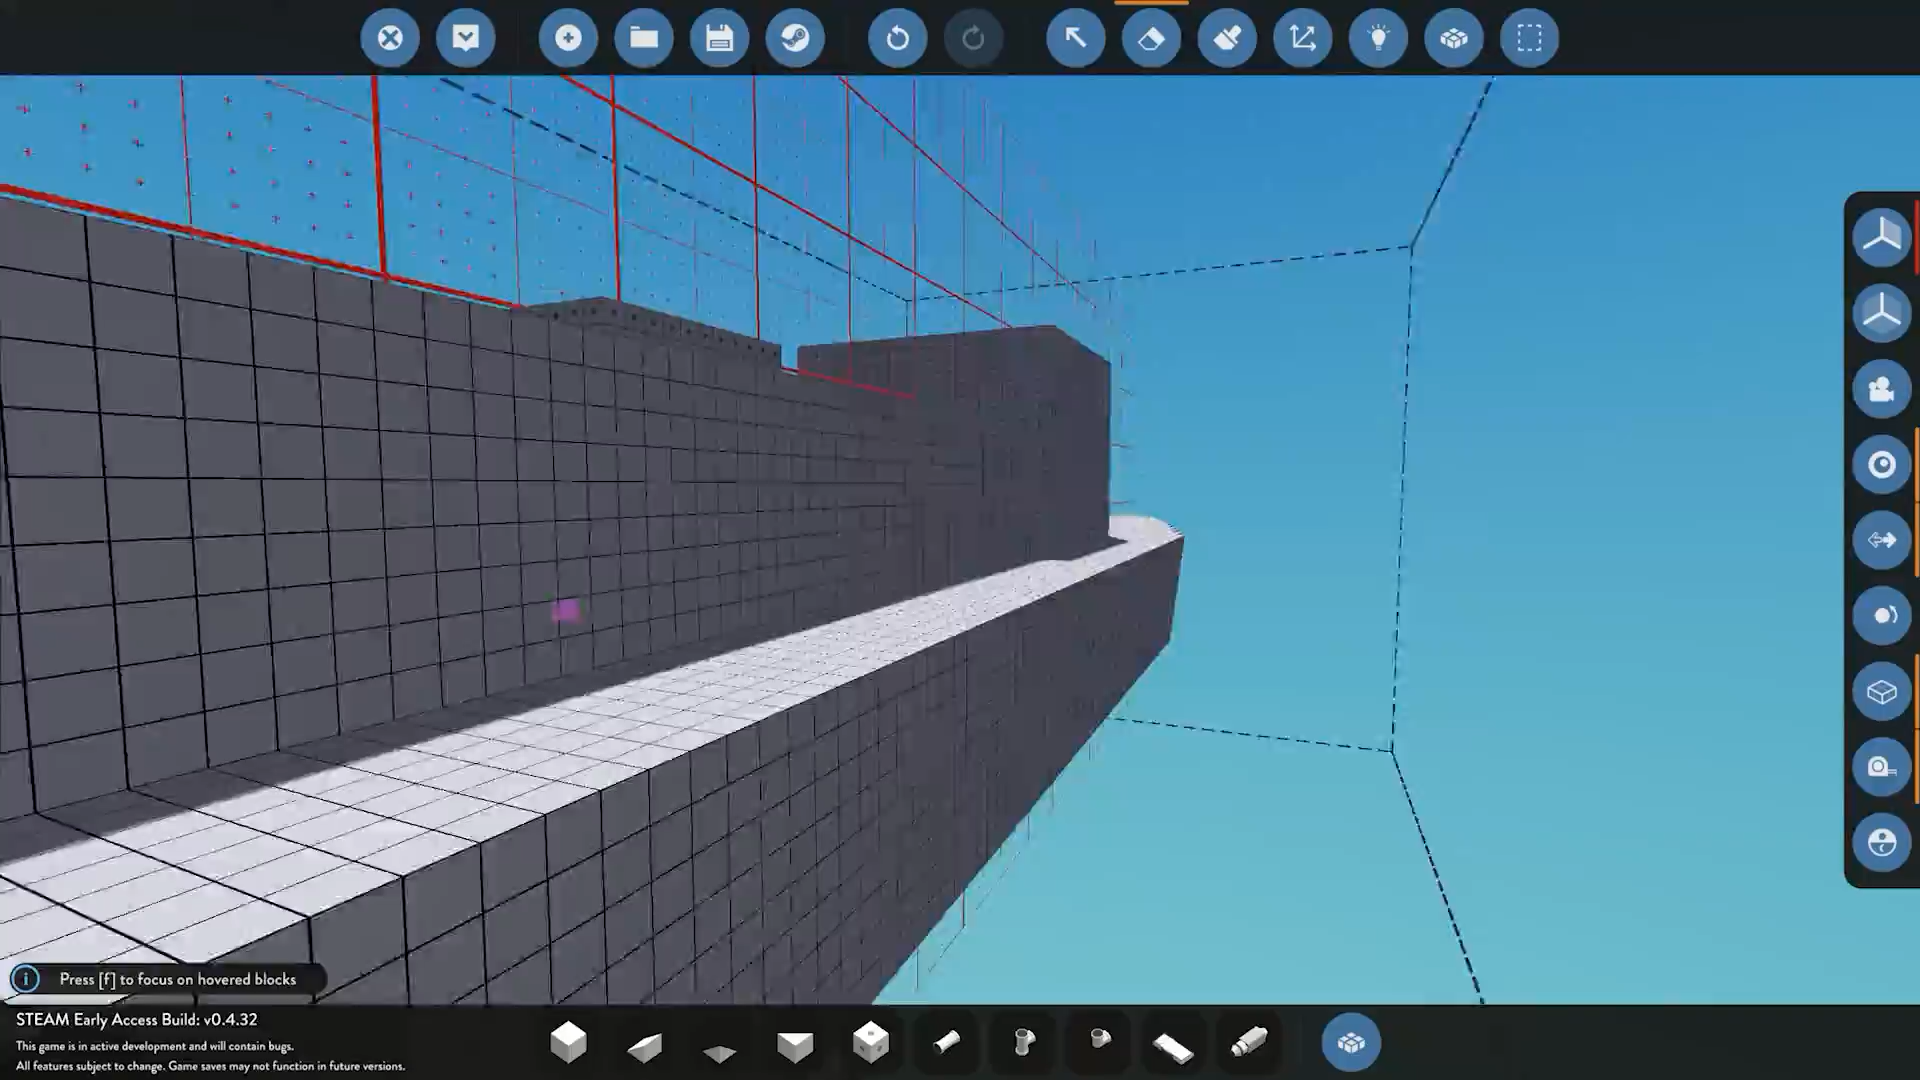 Press [f] to focus on hovered blocks
STEAM Early Access Build: v0.4.32
This game is in active development and will contain bugs.
All features subject to change. Game saves may not function in future versions.